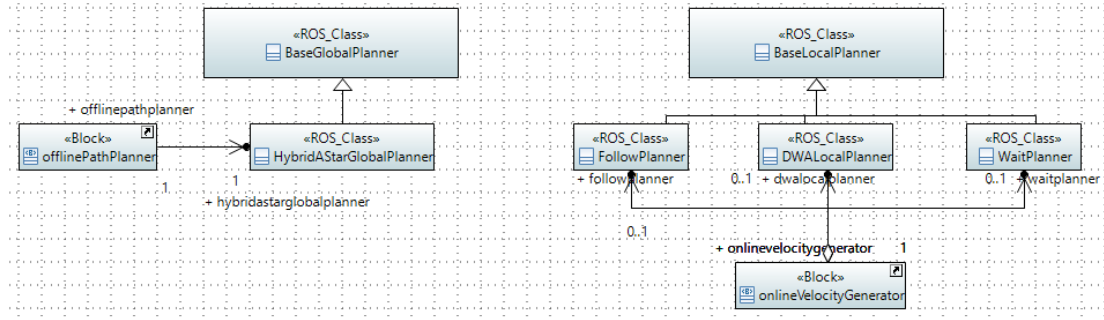 «ROS_Class»
BaseGlobalPlanner
+ offlinepathplanner
«Block»
offlinePathPlanner
«ROS_Class»
HybridAStarGlobalPlanner
1
1
+ hybridastarglobalplanner
«ROS_Class»
BaseLocalPlanner
«ROS_Class»
FollowPlanner
«ROS_Class»
DWALocalPlanner
«ROS_Class»
WaitPlanner
+ followplanner
0..1
+ dwalocalplanner
0..1
+ waitplanner
0..1
+ onlinevelocitygenerator
1
«Block»
onlineVelocityGenerator